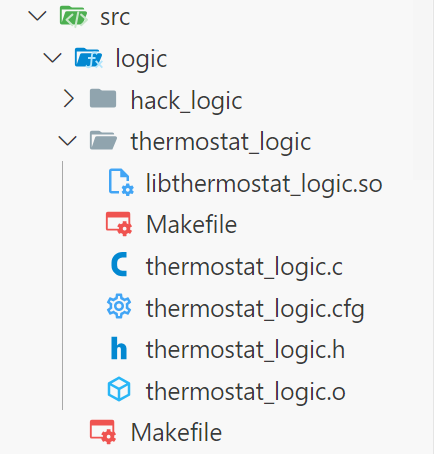 src
logic
hack_logic
thermostat_logic
libthermostat_logic.so
Makefile
thermostat_logic.c
thermostat_logic.cfg
thermostat_logic.h
thermostat_logic.o
Makefile